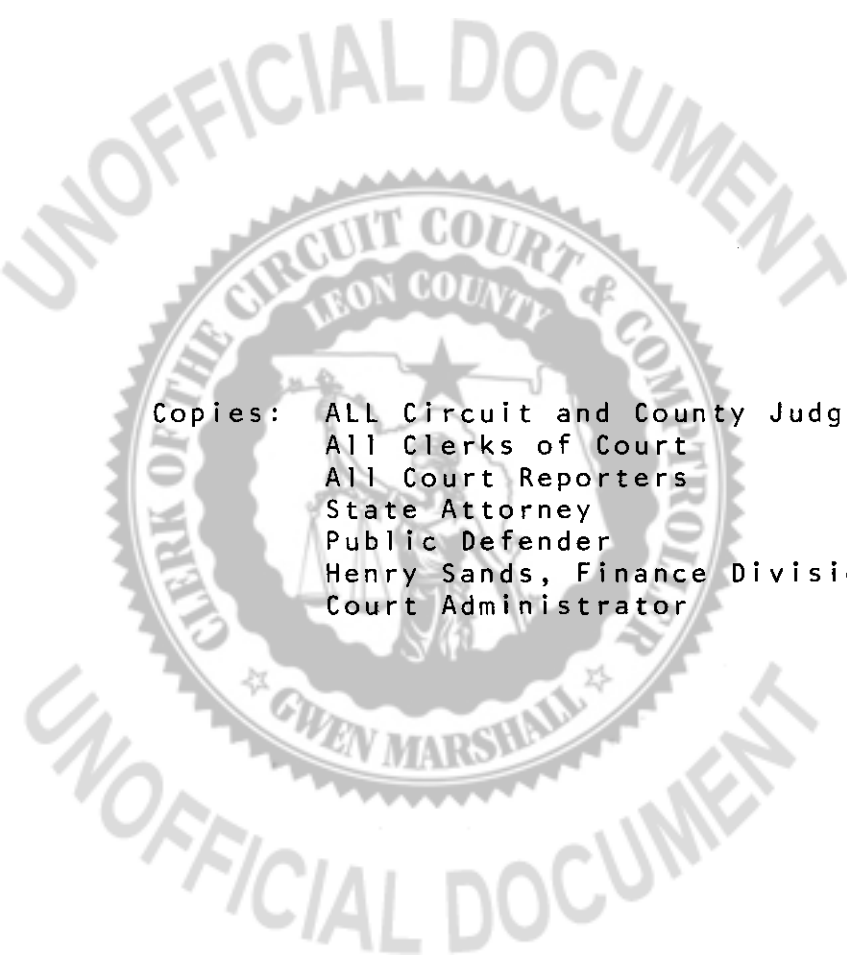 UNOFFICIAL DOCUMENT
CLERK OF THE CIRCUIT COURT & COMPTROLLER
LEON COUNTY
Copies: ALL Circuit and County Judg
All Clerks of Court
All Court Reporters
State Attorney
Public Defender
Henry Sands, Finance Divisi
Court Administrator
GWEN MARSHALL
UNOFFICIAL DOCUMENT